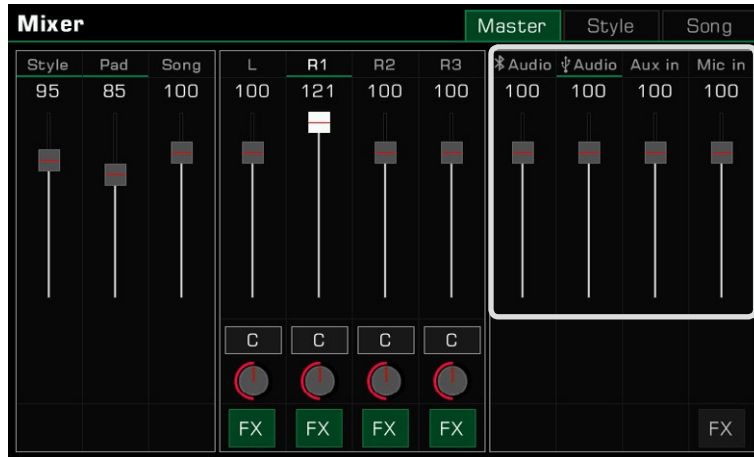 Mixer Master Style Song
Style Pad Song L R1 R2 R3 Audio Audio Aux in Mic in
95 85 100 100 121 100 100 100 100 100 100
C C C C
FX FX FX FX FX